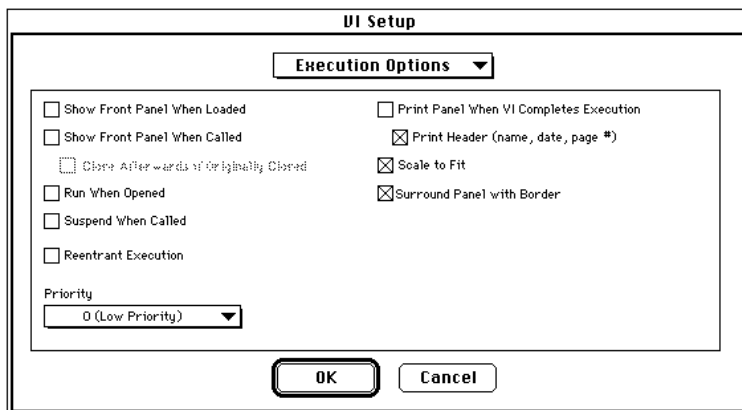 VI Setup
Execution Options
Show Front Panel When Loaded
Show Front Panel When Called
Close Afterwards if Originally Closed
Run When Opened
Suspend When Called
Reentrant Execution
Priority
0 (Low Priority)
Print Panel When VI Completes Execution
Print Header (name, date, page #)
Scale to Fit
Surround Panel with Border
OK
Cancel